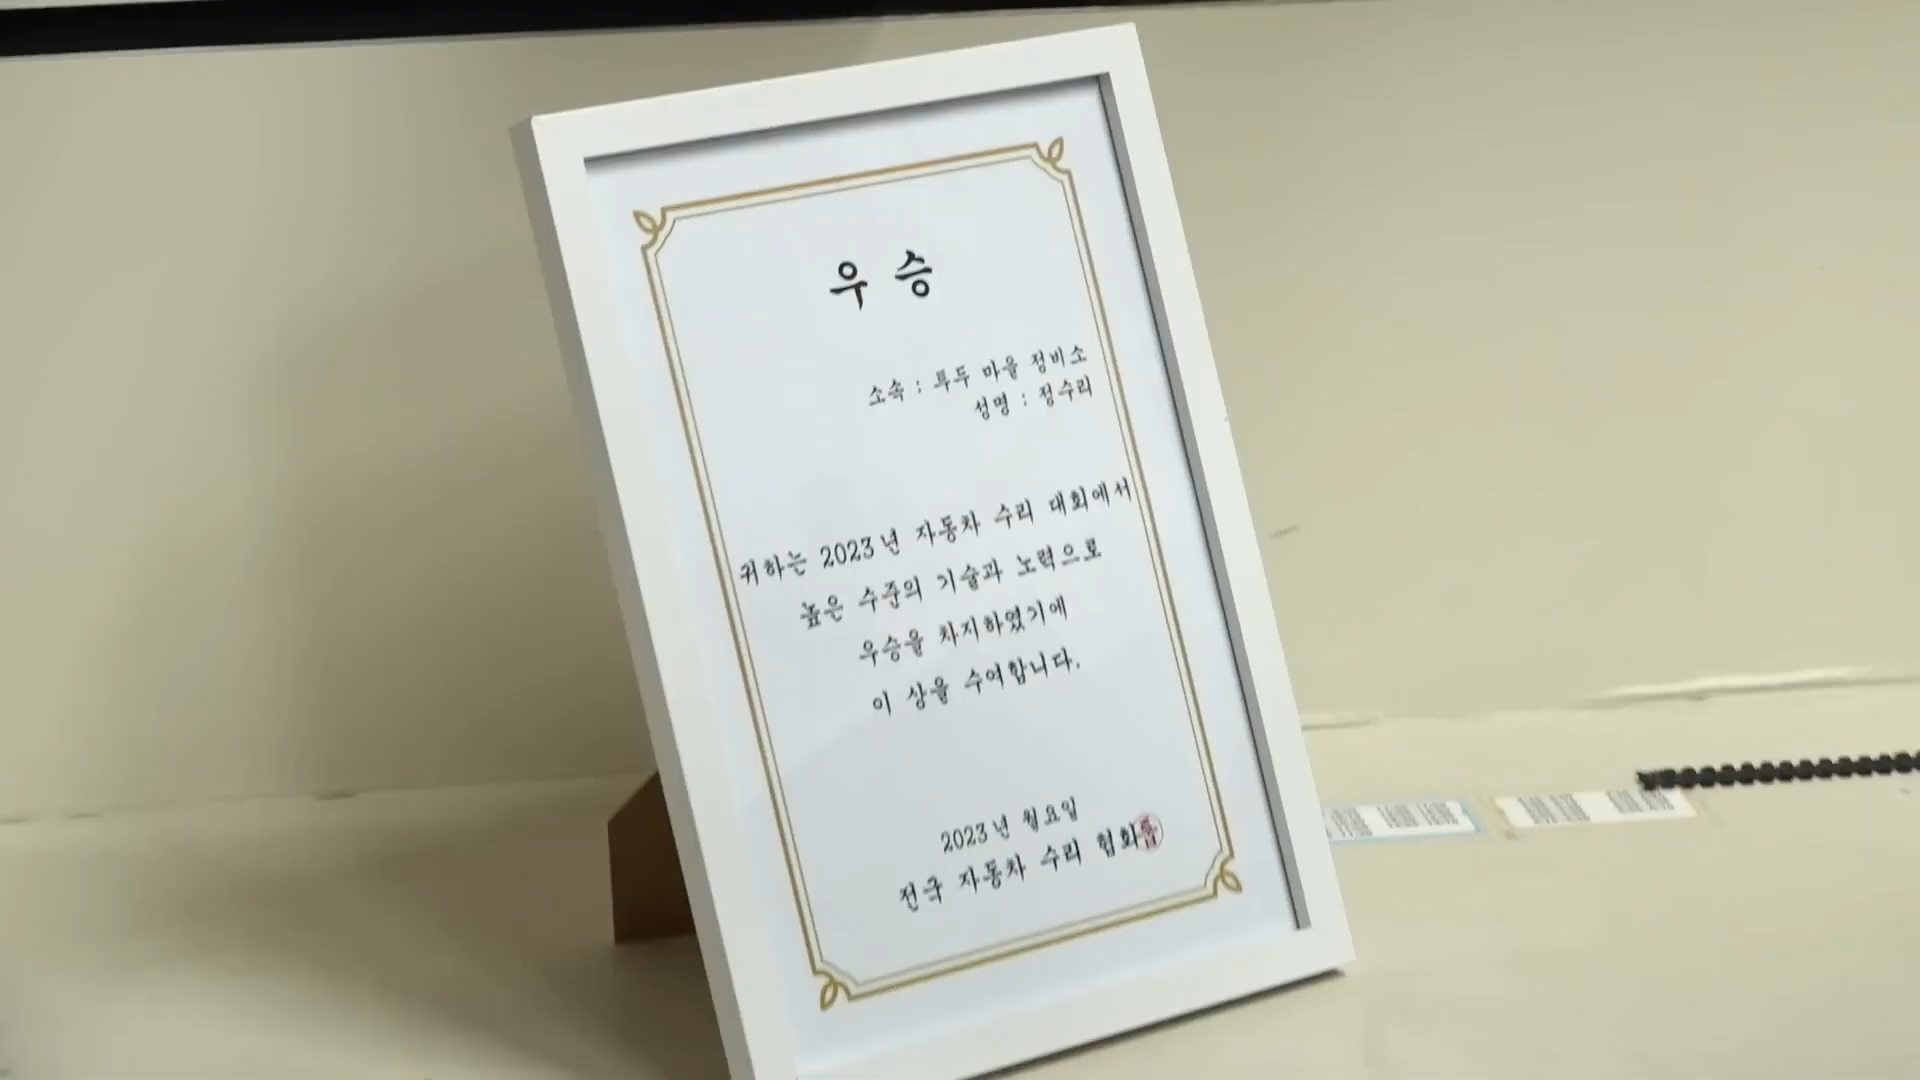 우 승
소속 : 투두 마을 정비소
성명 : 정수리
귀하는 2023년 자동차 수리 대회에서
높은 수준의 기술과 노력으로
우승을 차지하였기에
이 상을 수여합니다.
2023년 월요일
전국 자동차 수리 협회